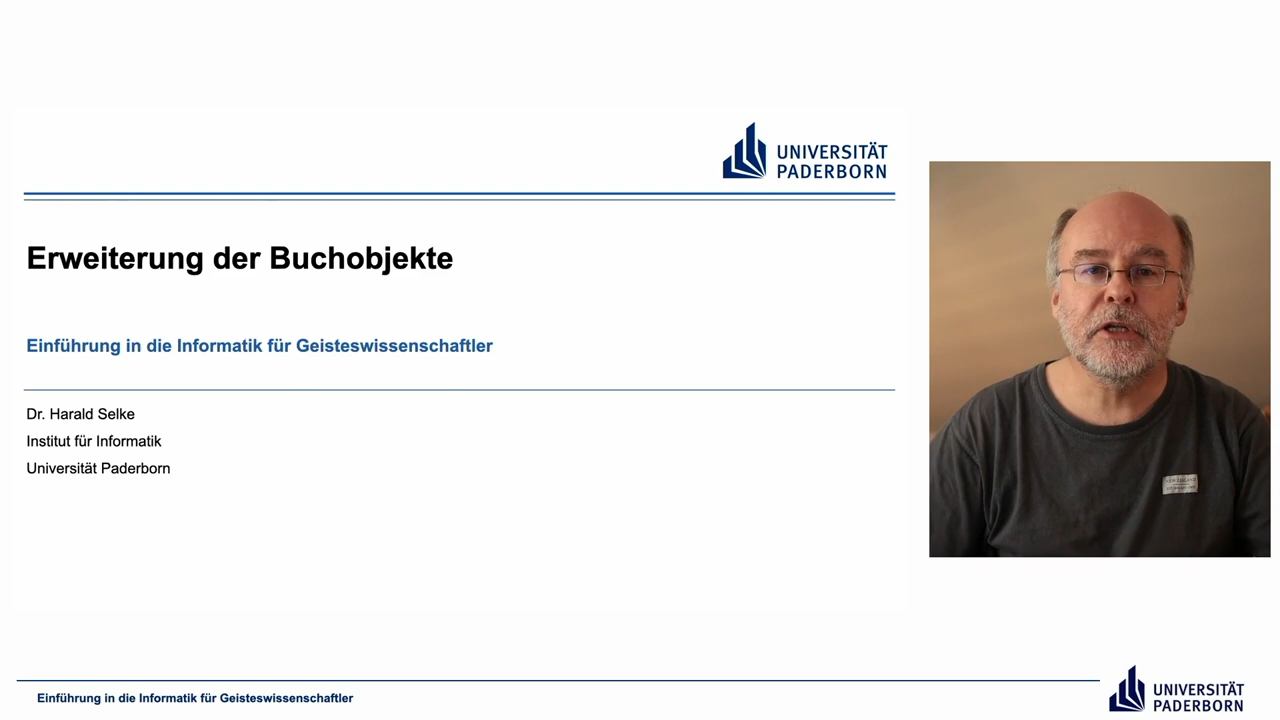 UNIVERSITÄT
PADERBORN
Erweiterung der Buchobjekte
Einführung in die Informatik für Geisteswissenschaftler
Dr. Harald Selke
Institut für Informatik
Universität Paderborn
Einführung in die Informatik für Geisteswissenschaftler
UNIVERSITÄT
PADERBORN